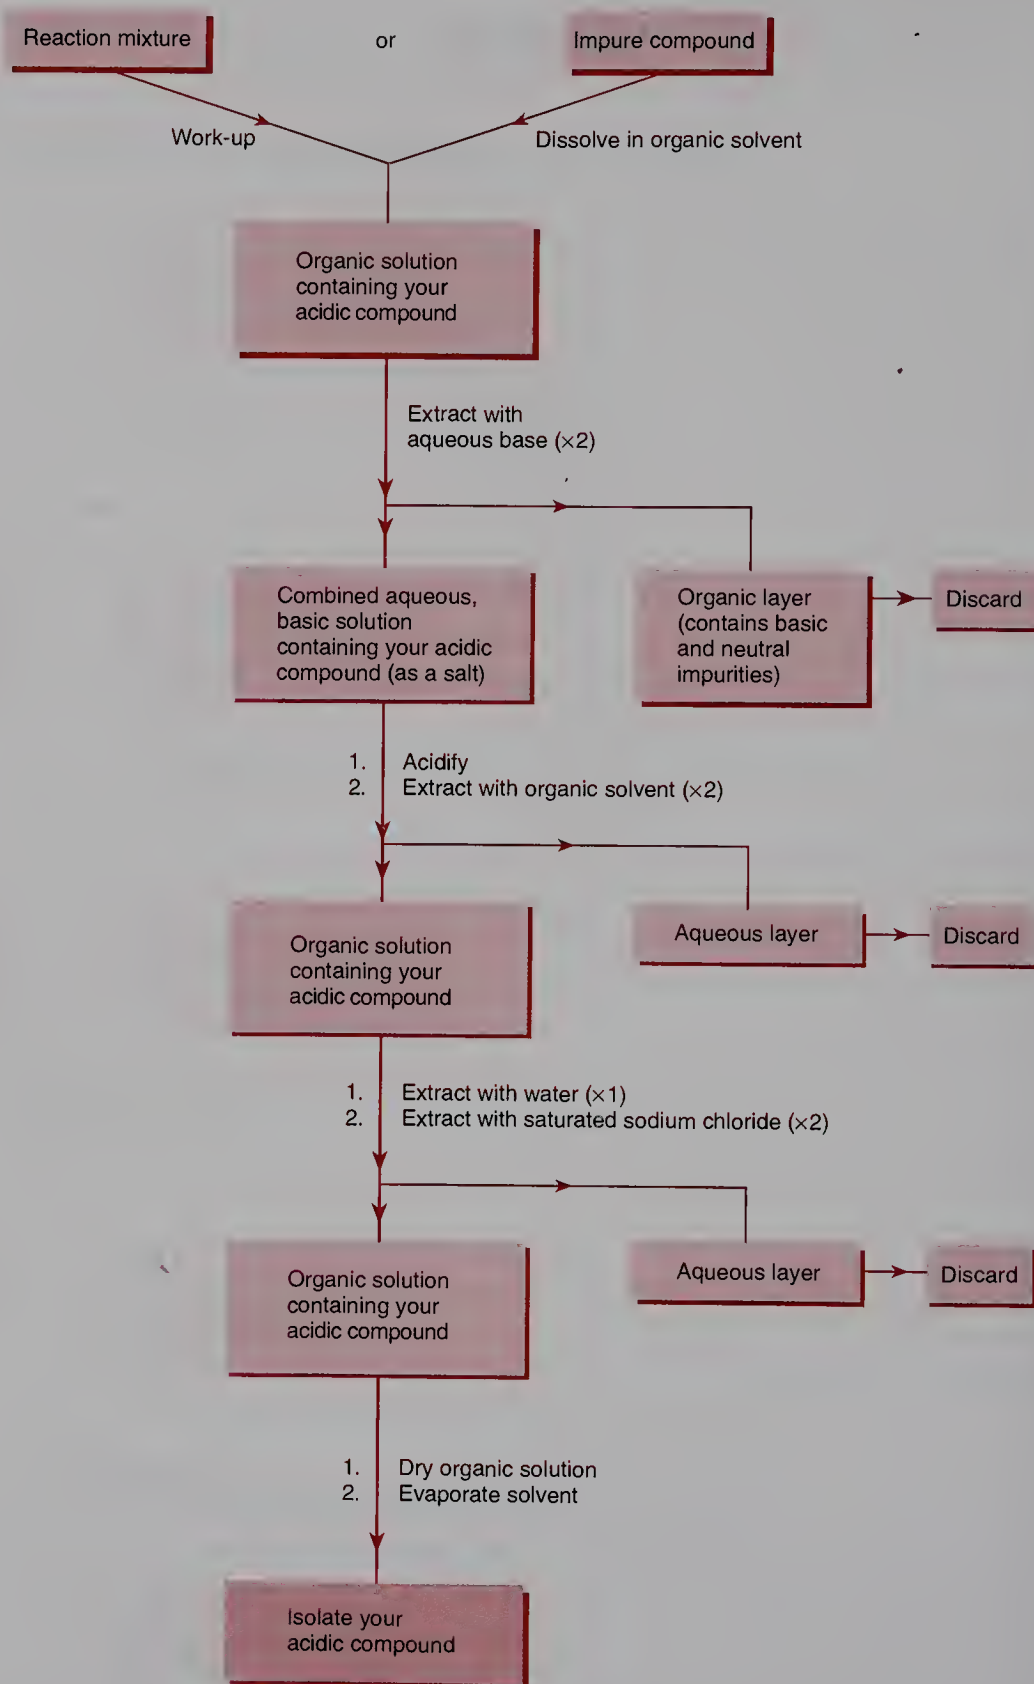 Reaction mixture
or
Impure compound
Work-up
Dissolve in organic solvent
Organic solution
containing your
acidic compound
Extract with
aqueous base (×2)
Combined aqueous,
basic solution
containing your acidic
compound (as a salt)
Organic layer
(contains basic
and neutral
impurities)
Discard
1. Acidify
2. Extract with organic solvent (×2)
Organic solution
containing your
acidic compound
Aqueous layer
Discard
1. Extract with water (×1)
2. Extract with saturated sodium chloride (×2)
Organic solution
containing your
acidic compound
Aqueous layer
Discard
1. Dry organic solution
2. Evaporate solvent
Isolate your
acidic compound